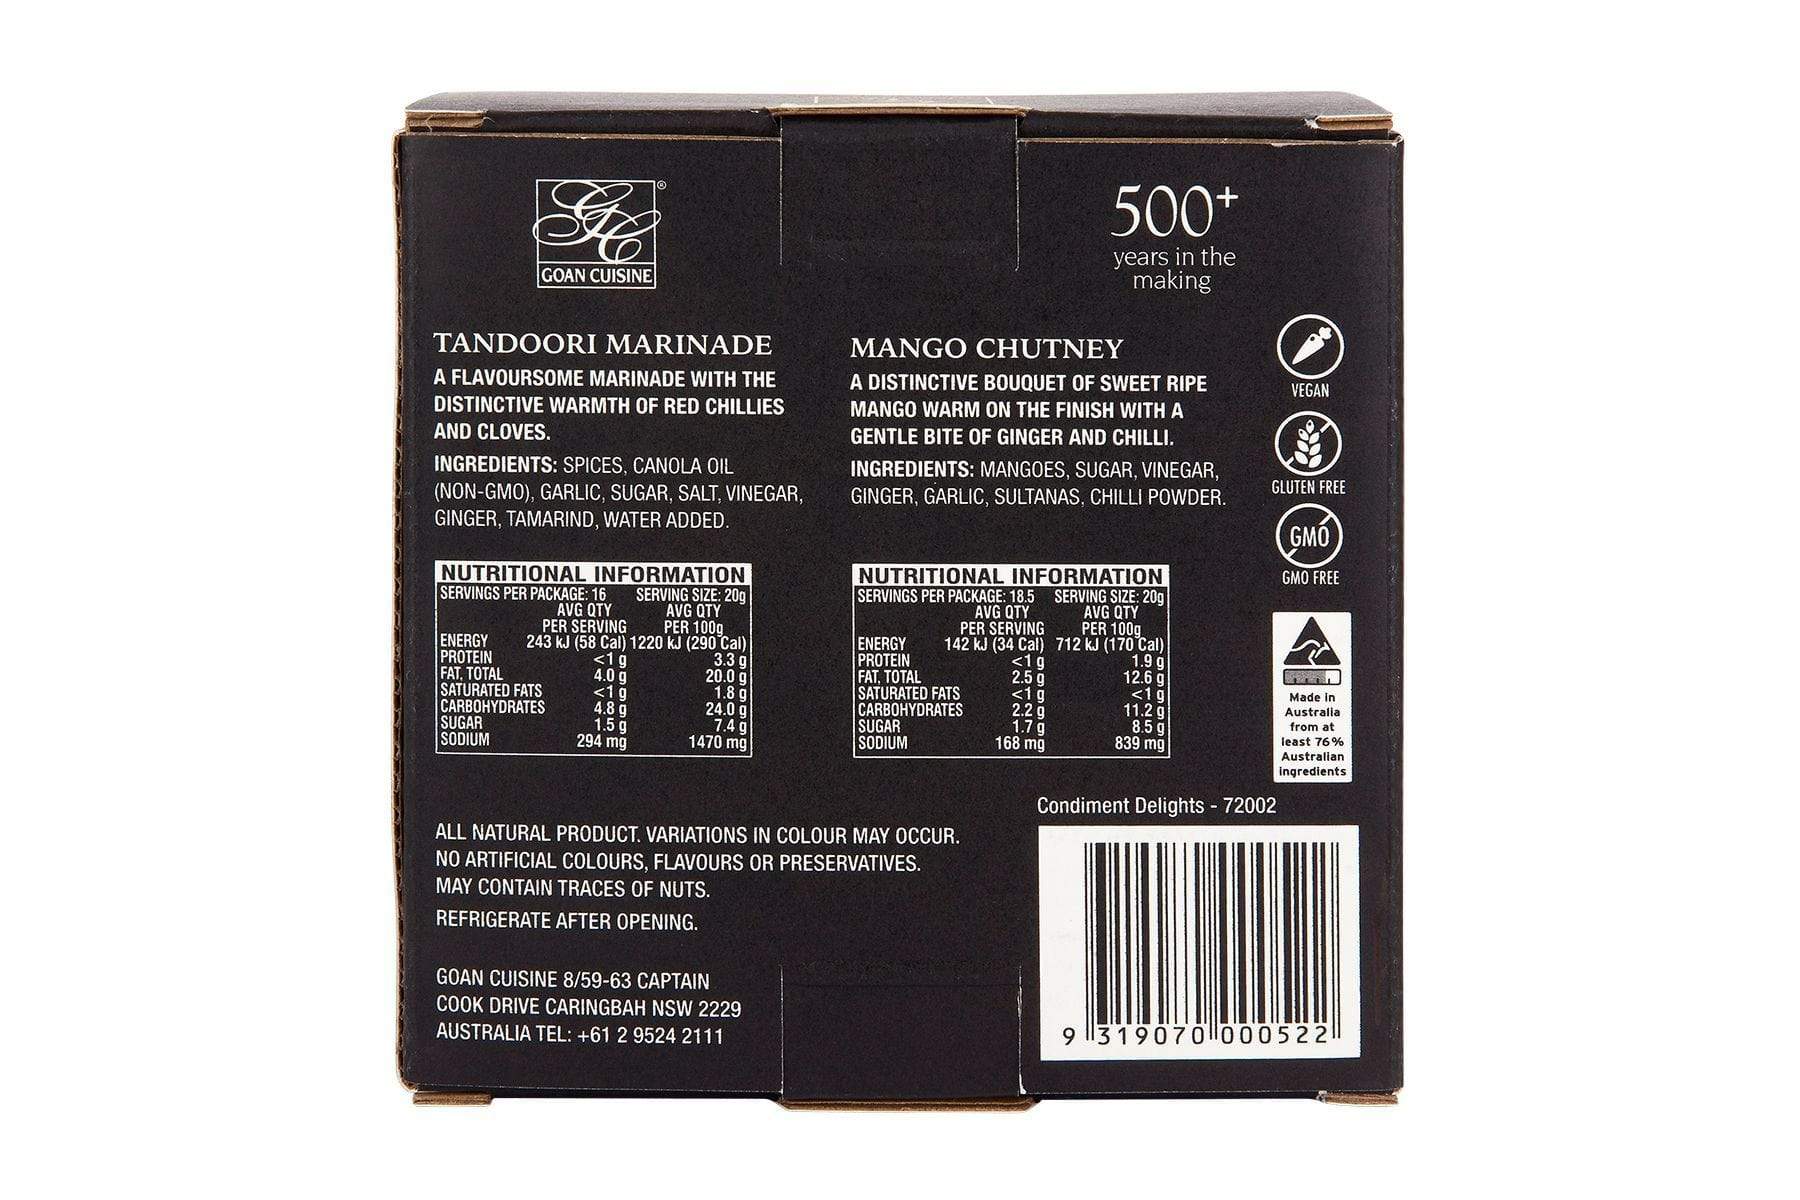 GC®
GOAN CUISINE
500+
years in the
making
TANDOORI MARINADE
A FLAVOURSOME MARINADE WITH THE
DISTINCTIVE WARMTH OF RED CHILLIES
AND CLOVES.
INGREDIENTS: SPICES, CANOLA OIL
(NON-GMO), GARLIC, SUGAR, SALT, VINEGAR,
GINGER, TAMARIND, WATER ADDED.
NUTRITIONAL INFORMATION
SERVINGS PER PACKAGE: 16 SERVING SIZE: 20g
AVG QTY AVG QTY
PER SERVING PER 100g
ENERGY 243 kJ (58 Cal) 1220 kJ (290 Cal)
PROTEIN <1 g 3.3 g
FAT, TOTAL 4.0 g 20.0 g
SATURATED FATS <1 g 1.8 g
CARBOHYDRATES 4.8 g 24.0 g
SUGAR 1.5 g 7.4 g
SODIUM 294 mg 1470 mg
MANGO CHUTNEY
A DISTINCTIVE BOUQUET OF SWEET RIPE
MANGO WARM ON THE FINISH WITH A
GENTLE BITE OF GINGER AND CHILLI.
INGREDIENTS: MANGOES, SUGAR, VINEGAR,
GINGER, GARLIC, SULTANAS, CHILLI POWDER.
NUTRITIONAL INFORMATION
SERVINGS PER PACKAGE: 18.5 SERVING SIZE: 20g
AVG QTY AVG QTY
PER SERVING PER 100g
ENERGY 142 kJ (34 Cal) 712 kJ (170 Cal)
PROTEIN <1 g 1.9 g
FAT, TOTAL 2.5 g 12.6 g
SATURATED FATS <1 g <1 g
CARBOHYDRATES 2.2 g 11.2 g
SUGAR 1.7 g 8.5 g
SODIUM 168 mg 839 mg
VEGAN
GLUTEN FREE
GMO
GMO FREE
Made in
Australia
from at
least 76%
Australian
ingredients
ALL NATURAL PRODUCT. VARIATIONS IN COLOUR MAY OCCUR.
NO ARTIFICIAL COLOURS, FLAVOURS OR PRESERVATIVES.
MAY CONTAIN TRACES OF NUTS.
REFRIGERATE AFTER OPENING.
GOAN CUISINE 8/59-63 CAPTAIN
COOK DRIVE CARINGBAH NSW 2229
AUSTRALIA TEL: +61 2 9524 2111
Condiment Delights - 72002
9 319070 000522